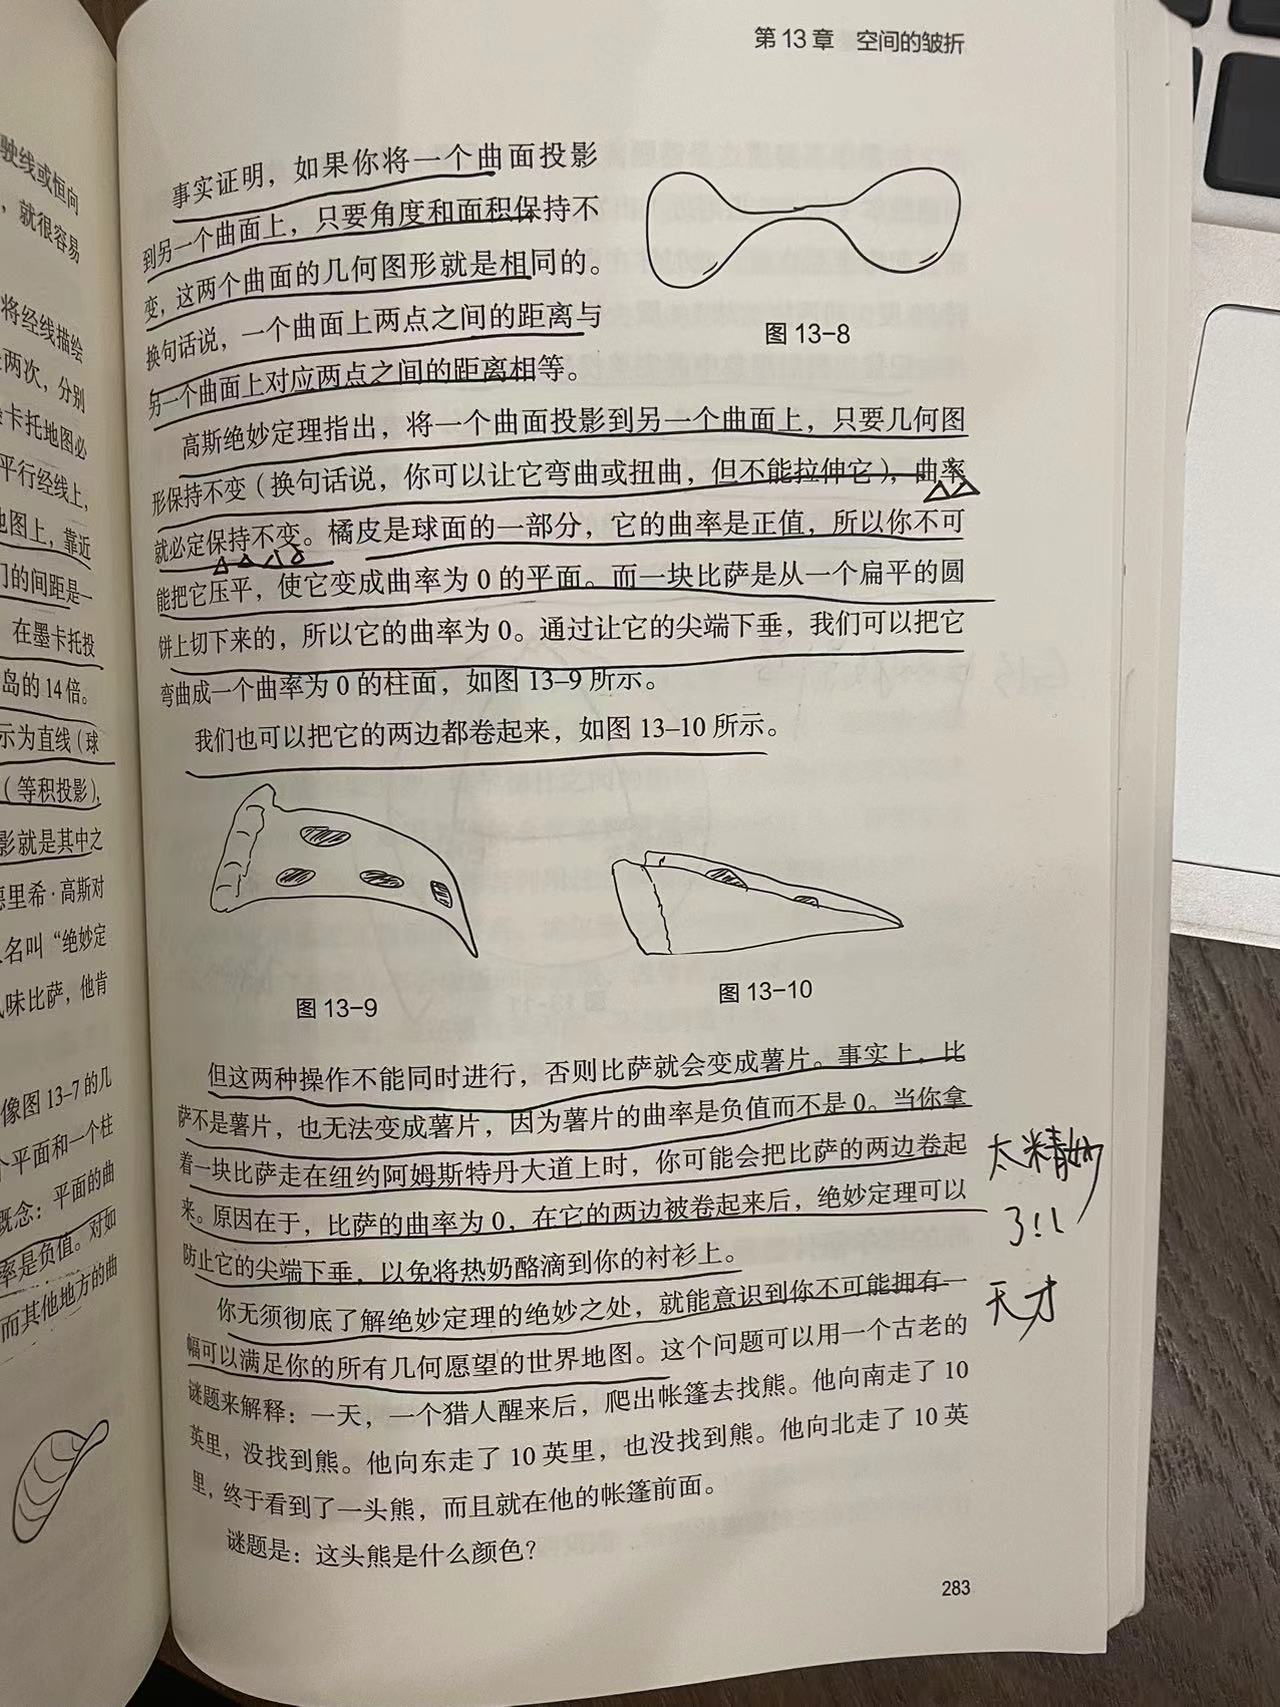 驶线或恒向
，就很容易
将经线描绘
两次，分别
卡托地图必
平行经线上，
地图上，靠近
们的间距是一
在墨卡托投
岛的14倍。
示为直线（球
（等积投影），
影就是其中之
德里希·高斯对
名叫“绝妙定
味比萨，他肯
像图 13-7 的几
个平面和一个柱
概念：平面的曲
率是负值。对如
而其他地方的曲
第 13 章 空间的皱折
事实证明，如果你将一个曲面投影
到另一个曲面上，只要角度和面积保持不
变，这两个曲面的几何图形就是相同的。
换句话说，一个曲面上两点之间的距离与
另一个曲面上对应两点之间的距离相等。
图 13-8
高斯绝妙定理指出，将一个曲面投影到另一个曲面上，只要几何图
形保持不变（换句话说，你可以让它弯曲或扭曲，但不能拉伸它），曲率
就必定保持不变。橘皮是球面的一部分，它的曲率是正值，所以你不可
能把它压平，使它变成曲率为 0 的平面。而一块比萨是从一个扁平的圆
饼上切下来的，所以它的曲率为 0。通过让它的尖端下垂，我们可以把它
弯曲成一个曲率为 0 的柱面，如图 13-9 所示。
我们也可以把它的两边都卷起来，如图 13-10 所示。
图 13-9
图 13-10
但这两种操作不能同时进行，否则比萨就会变成薯片。事实上，比
萨不是薯片，也无法变成薯片，因为薯片的曲率是负值而不是 0。当你拿
着一块比萨走在纽约阿姆斯特丹大道上时，你可能会把比萨的两边卷起
来。原因在于，比萨的曲率为 0，在它的两边被卷起来后，绝妙定理可以
防止它的尖端下垂，以免将热奶酪滴到你的衬衫上。
太精妙
了!!
天才
你无须彻底了解绝妙定理的绝妙之处，就能意识到你不可能拥有一
幅可以满足你的所有几何愿望的世界地图。这个问题可以用一个古老的
谜题来解释：一天，一个猎人醒来后，爬出帐篷去找熊。他向南走了 10
英里，没找到熊。他向东走了 10 英里，也没找到熊。他向北走了 10 英
里，终于看到了一头熊，而且就在他的帐篷前面。
谜题是：这头熊是什么颜色？
283